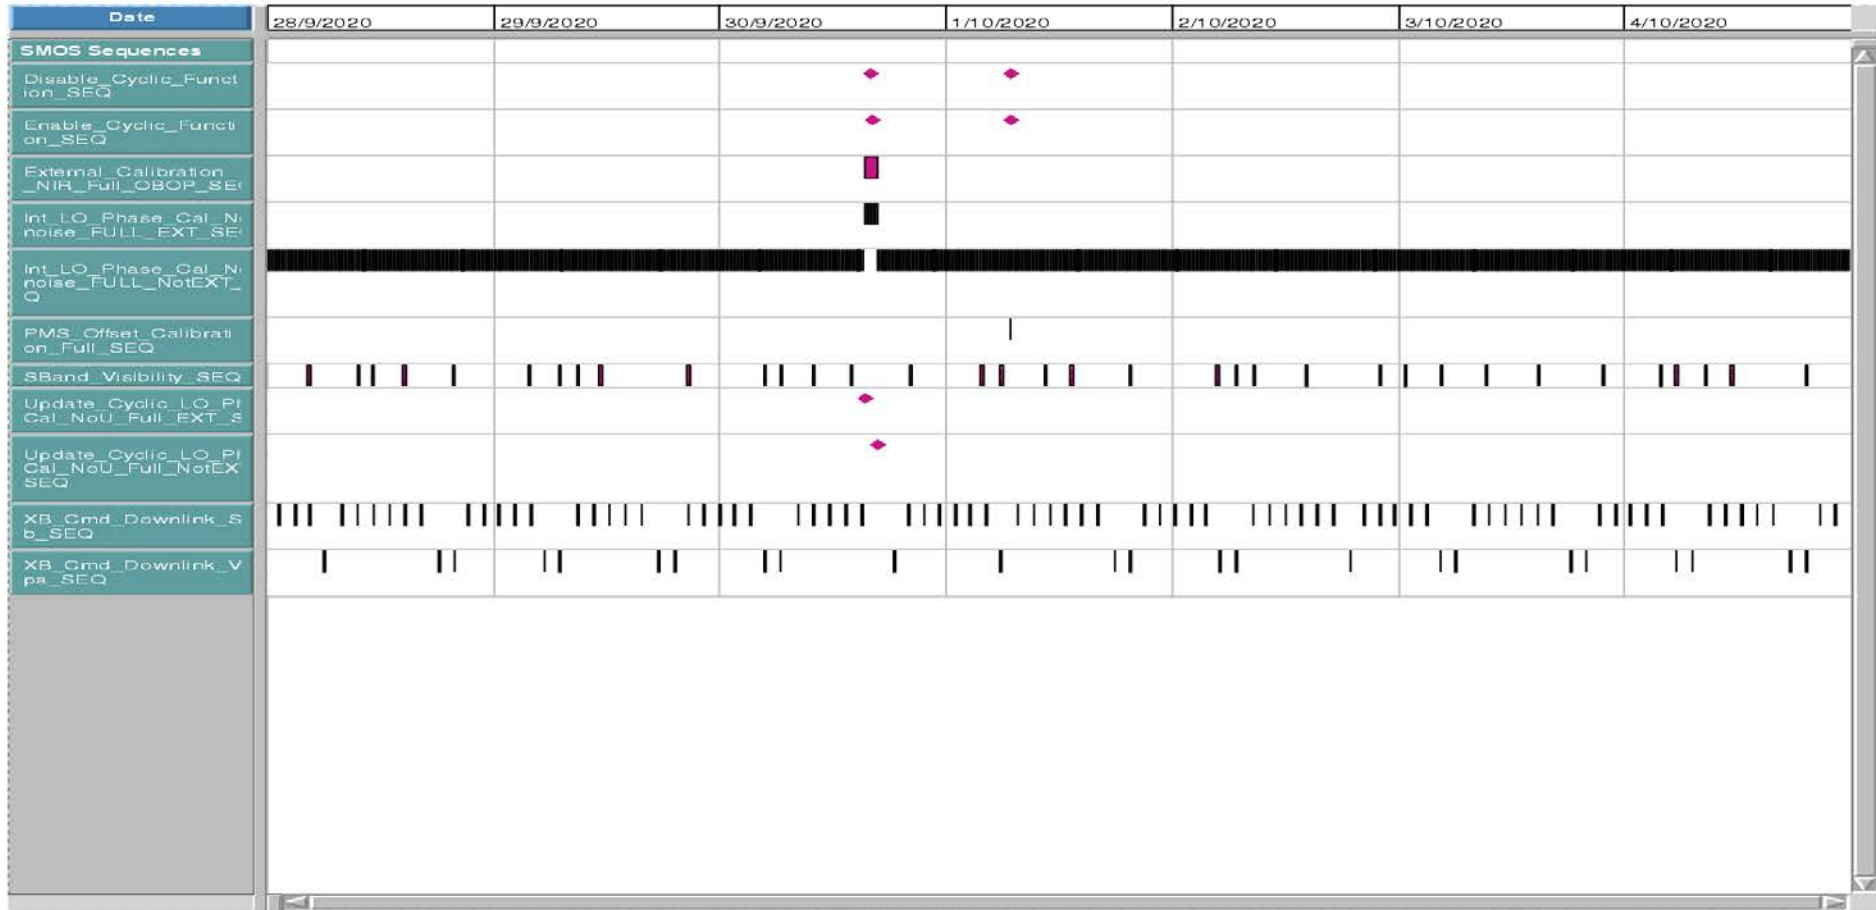 Date
28/9/2020 29/9/2020 30/9/2020 1/10/2020 2/10/2020 3/10/2020 4/10/2020
SMOS Sequences
Disable_Cyclic_Funct
ion_SEQ
Enable_Cyclic_Functi
on_SEQ
External_Calibration
_NIR_Full_OBOP_SE
Int_LO_Phase_Cal_N
noise_FULL_EXT_SE
Int_LO_Phase_Cal_N
noise_FULL_NotEXT_
Q
PMS_Offset_Calibrati
on_Full_SEQ
SBand_Visibility_SEQ
Update_Cyclic_LO_P
Cal_NoU_Full_EXT_S
Update_Cyclic_LO_P
Cal_NoU_Full_NotEX
SEQ
XB_Cmd_Downlink_S
b_SEQ
XB_Cmd_Downlink_V
pa_SEQ